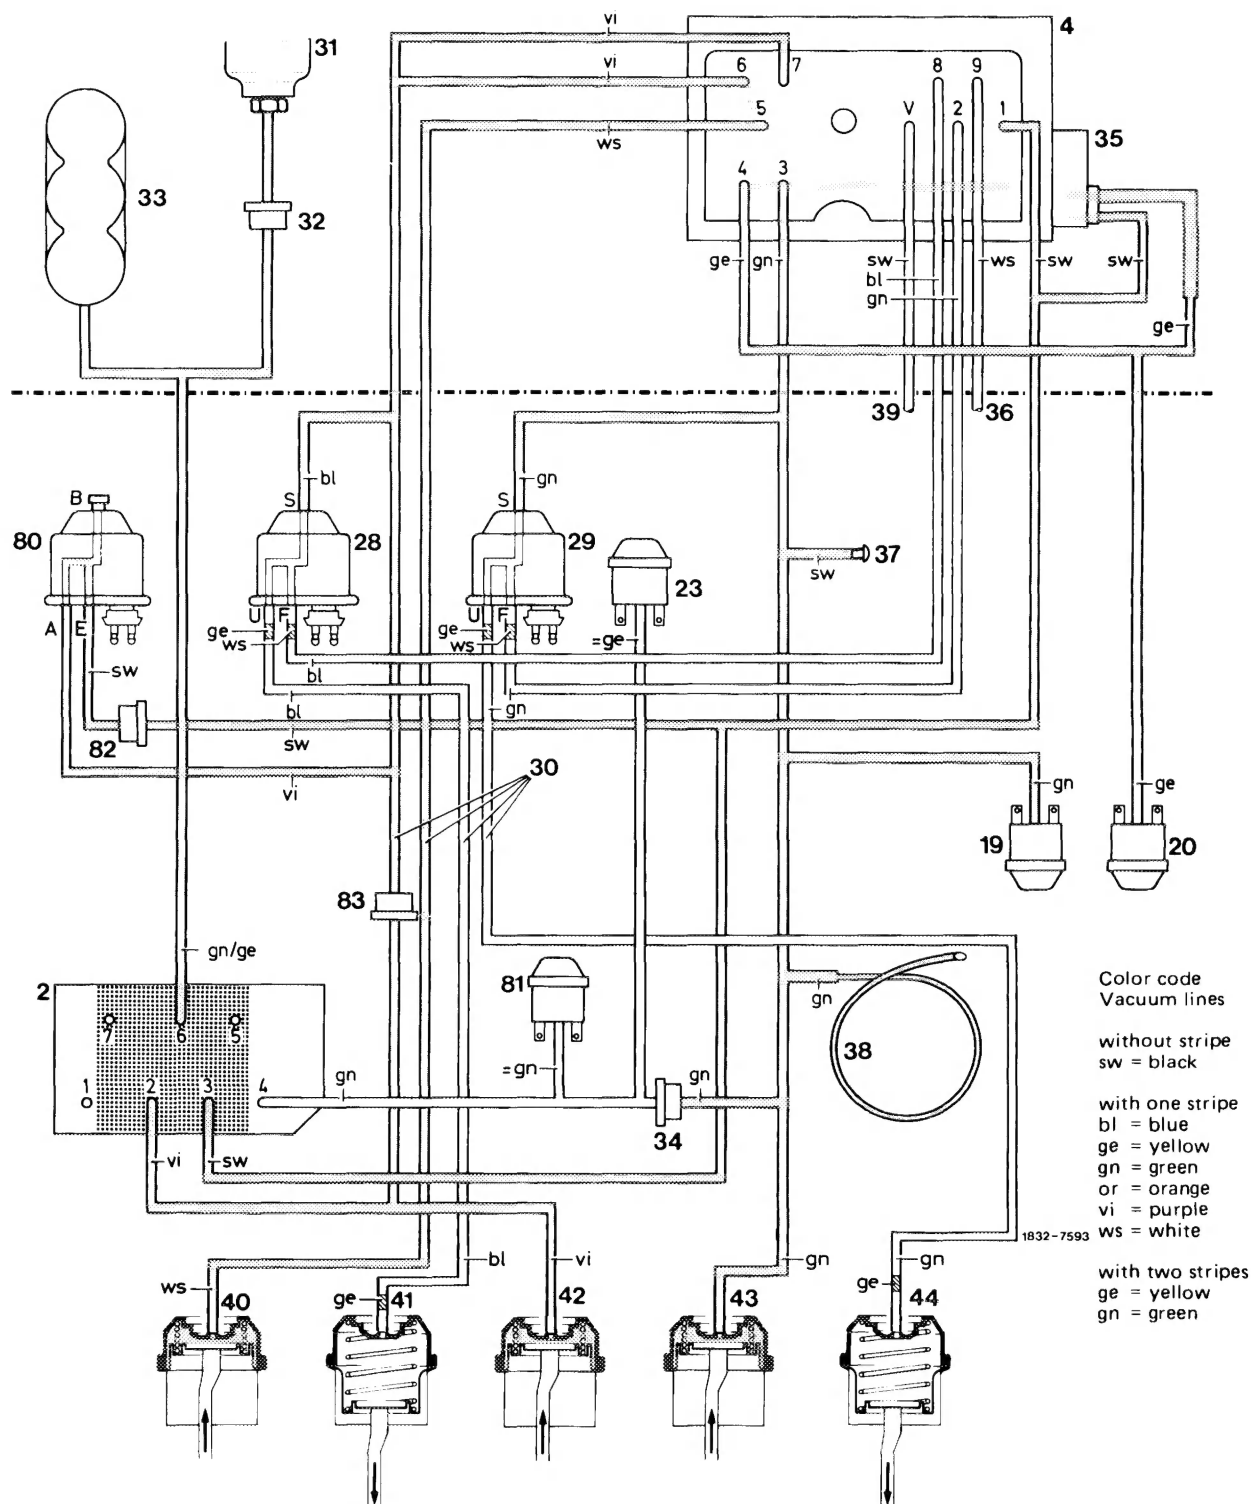 vi
4
31
vi
6
7
8
9
5
V
2
1
35
33
ws
32
4
3
ge
gn
sw
ws
sw
sw
bl
gn
ge
39
36
bl
gn
B
S
S
80
28
29
37
23
sw
A
E
U
F
U
F
ge
ws
ge
ws
=ge
sw
bl
bl
gn
82
sw
vi
30
gn
ge
19
20
83
gn/ge
2
81
gn
7
6
5
38
=gn
1
2
3
4
gn
gn
34
vi
sw
Color code
Vacuum lines
without stripe
sw = black
with one stripe
bl = blue
ge = yellow
gn = green
or = orange
vi = purple
ws = white
1832-7593
with two stripes
ge = yellow
gn = green
ws
bl
vi
gn
gn
ge
ge
40
41
42
43
44